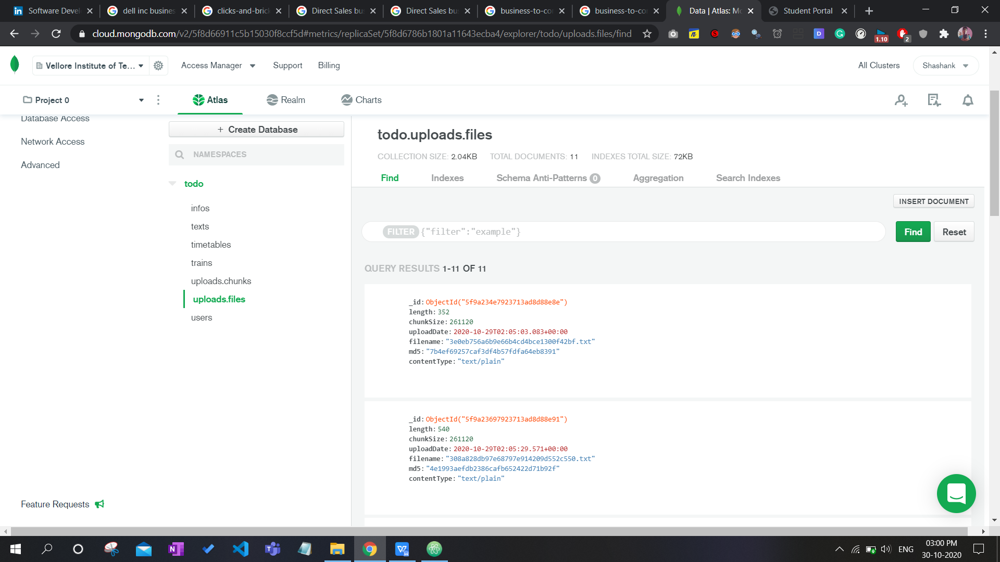 Software Devel
dell inc busines
clicks-and-brick
Direct Sales bu
Direct Sales bu
business-to-co
business-to-co
Data | Atlas: Mo
Student Portal
cloud.mongodb.com/v2/5f8d66911c5b15030f8ccf5d#metrics/replicaSet/5f8d6786b1801a11643ecba4/explorer/todo/uploads.files/find
1.10
2
Vellore Institute of Te...
Access Manager
Support
Billing
All Clusters
Shashank
Project 0
Atlas
Realm
Charts
Database Access
Network Access
Advanced
Feature Requests
+ Create Database
NAMESPACES
todo
infos
texts
timetables
trains
uploads.chunks
uploads.files
users
todo.uploads.files
COLLECTION SIZE: 2.04KB TOTAL DOCUMENTS: 11 INDEXES TOTAL SIZE: 72KB
Find Indexes Schema Anti-Patterns 0 Aggregation Search Indexes
INSERT DOCUMENT
FILTER {"filter":"example"}
Find
Reset
QUERY RESULTS 1-11 OF 11
_id: ObjectId("5f9a234e7923713ad8d88e8e")
length: 352
chunkSize: 261120
uploadDate: 2020-10-29T02:05:03.083+00:00
filename: "3e0eb756a6b9e66b4cd4bce1300f42bf.txt"
md5: "7b4ef69257caf3df4b57fdfa64eb8391"
contentType: "text/plain"
_id: ObjectId("5f9a23697923713ad8d88e91")
length: 540
chunkSize: 261120
uploadDate: 2020-10-29T02:05:29.571+00:00
filename: "308a828db97e68797e914209d552c550.txt"
md5: "4e1993aefdb2386cafb652422d71b92f"
contentType: "text/plain"
ENG
03:00 PM
30-10-2020